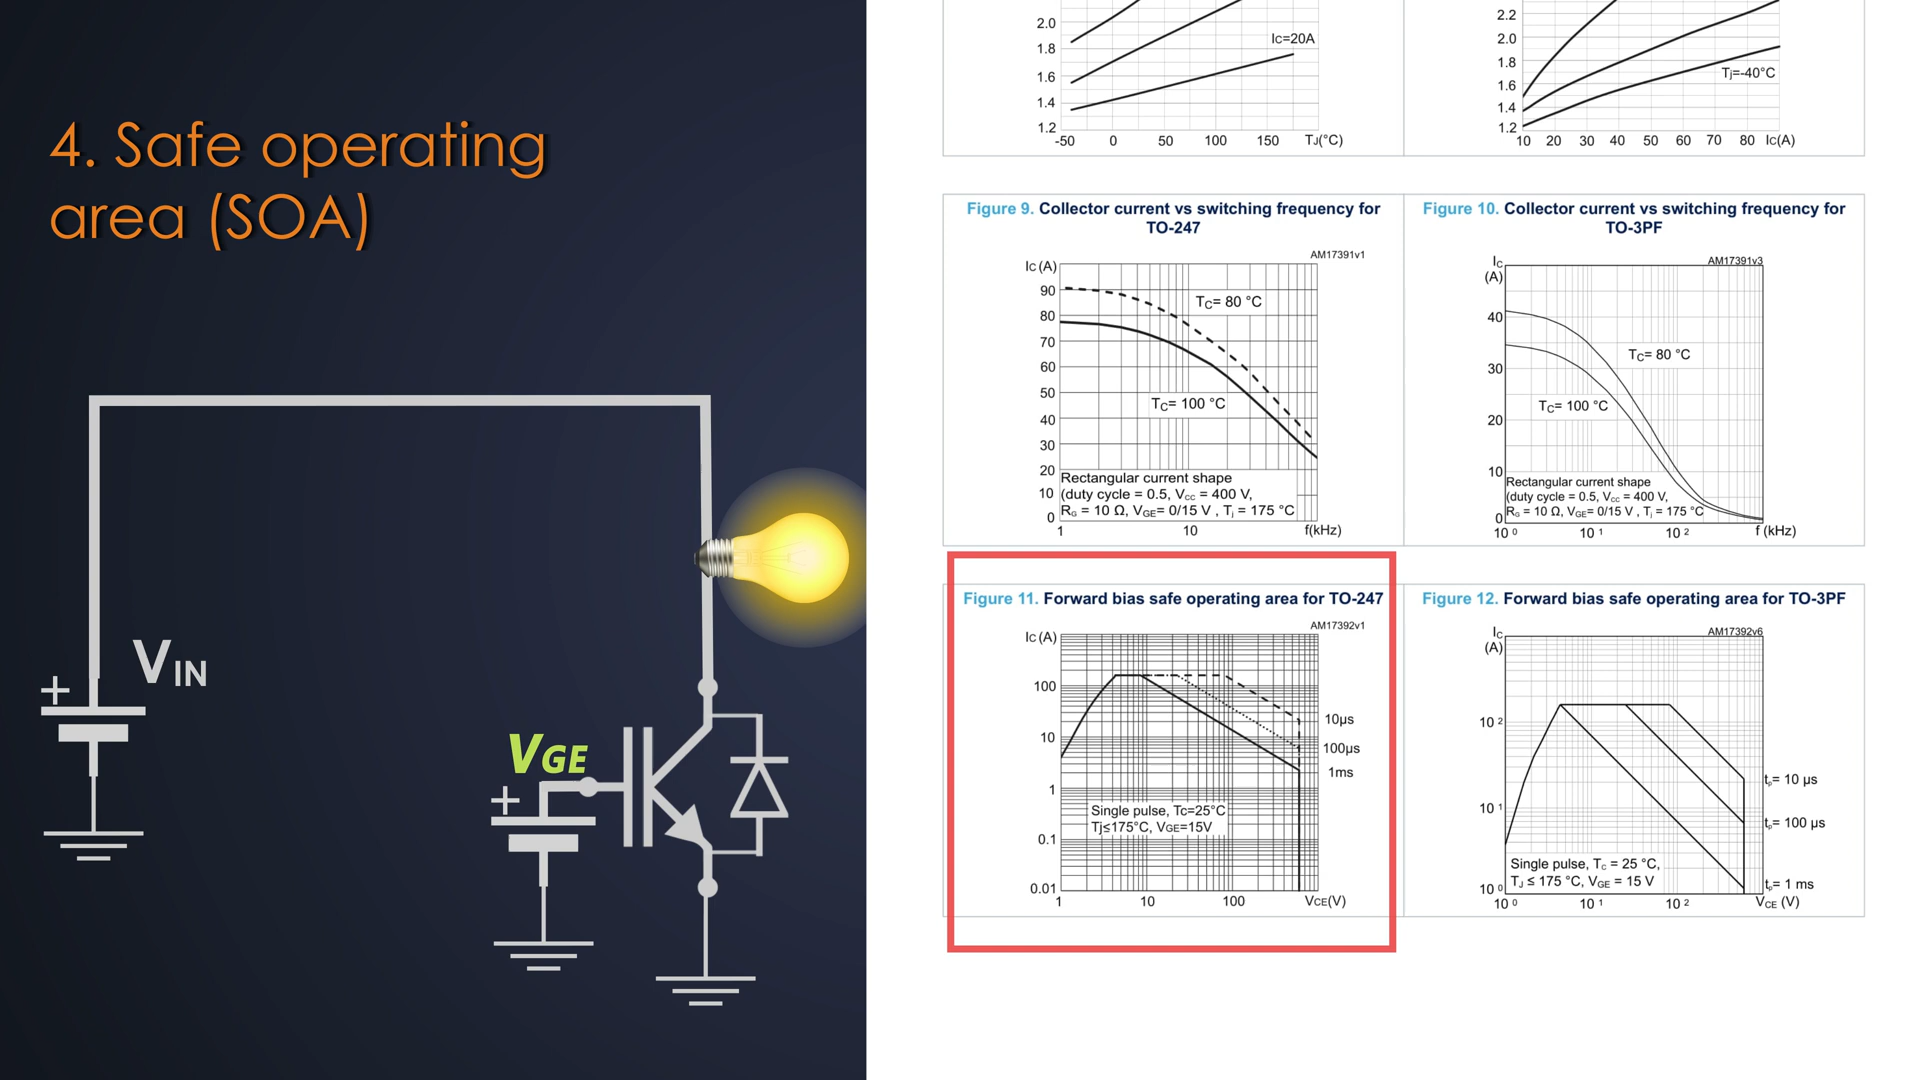 4. Safe operating
area (SOA)
+
VIN
VGE
+
2.0
1.8
1.6
1.4
1.2
IC=20A
-50 0 50 100 150 TJ(°C)
2.2
2.0
1.8
1.6
1.4
1.2
Tj=-40°C
10 20 30 40 50 60 70 80 IC(A)
Figure 9. Collector current vs switching frequency for
TO-247
AM17391v1
IC (A)
90
80
70
60
50
40
30
20
10
0
TC= 80 °C
TC= 100 °C
Rectangular current shape
(duty cycle = 0.5, VCC = 400 V,
RG = 10 Ω, VGE= 0/15 V , Tj = 175 °C
1 10 f(kHz)
Figure 10. Collector current vs switching frequency for
TO-3PF
AM17391v3
IC
(A)
40
30
20
10
0
TC= 80 °C
TC= 100 °C
Rectangular current shape
(duty cycle = 0.5, VCC = 400 V,
RG = 10 Ω, VGE= 0/15 V , Tj = 175 °C
10 0 10 1 10 2 f (kHz)
Figure 11. Forward bias safe operating area for TO-247
AM17392v1
IC (A)
100
10
1
0.1
0.01
10µs
100µs
1ms
Single pulse, Tc=25°C
Tj≤175°C, VGE=15V
1 10 100 VCE(V)
Figure 12. Forward bias safe operating area for TO-3PF
AM17392v6
IC
(A)
10 2
10 1
10 0
tp= 10 µs
tp= 100 µs
tp= 1 ms
Single pulse, TC = 25 °C,
TJ ≤ 175 °C, VGE = 15 V
10 0 10 1 10 2 VCE (V)